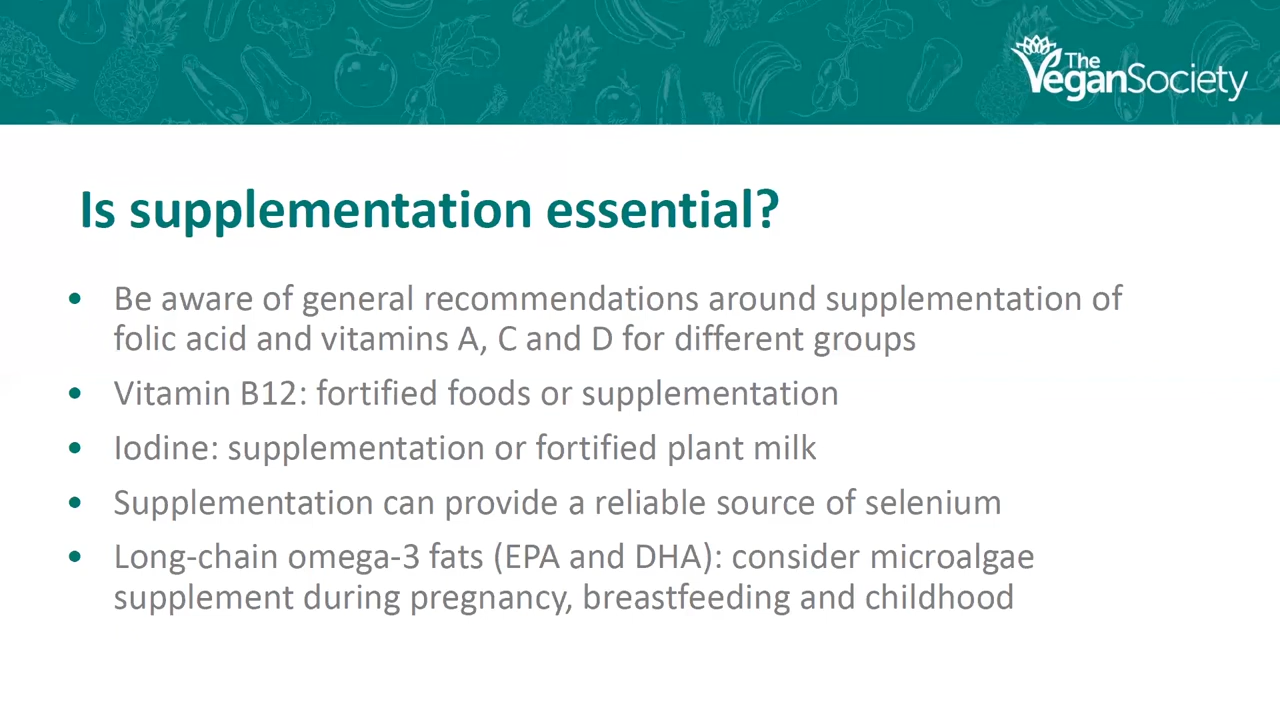 The
VeganSociety
Is supplementation essential?
• Be aware of general recommendations around supplementation of
folic acid and vitamins A, C and D for different groups
• Vitamin B12: fortified foods or supplementation
• Iodine: supplementation or fortified plant milk
• Supplementation can provide a reliable source of selenium
• Long-chain omega-3 fats (EPA and DHA): consider microalgae
supplement during pregnancy, breastfeeding and childhood